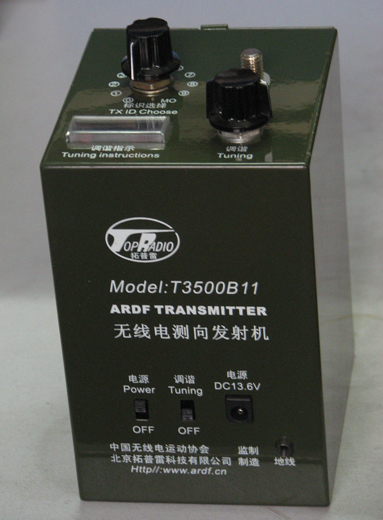 MO
标识选择
TX ID Choose
调谐指示
Tuning instructions
调谐
Tuning
TOPRADIO
拓普雷
Model:T3500B11
ARDF TRANSMITTER
无线电测向发射机
电源
Power
OFF
调谐
Tuning
OFF
电源
DC13.6V
中国无线电运动协会 监制
北京拓普雷科技有限公司 制造
Http//:www.ardf.cn
地线